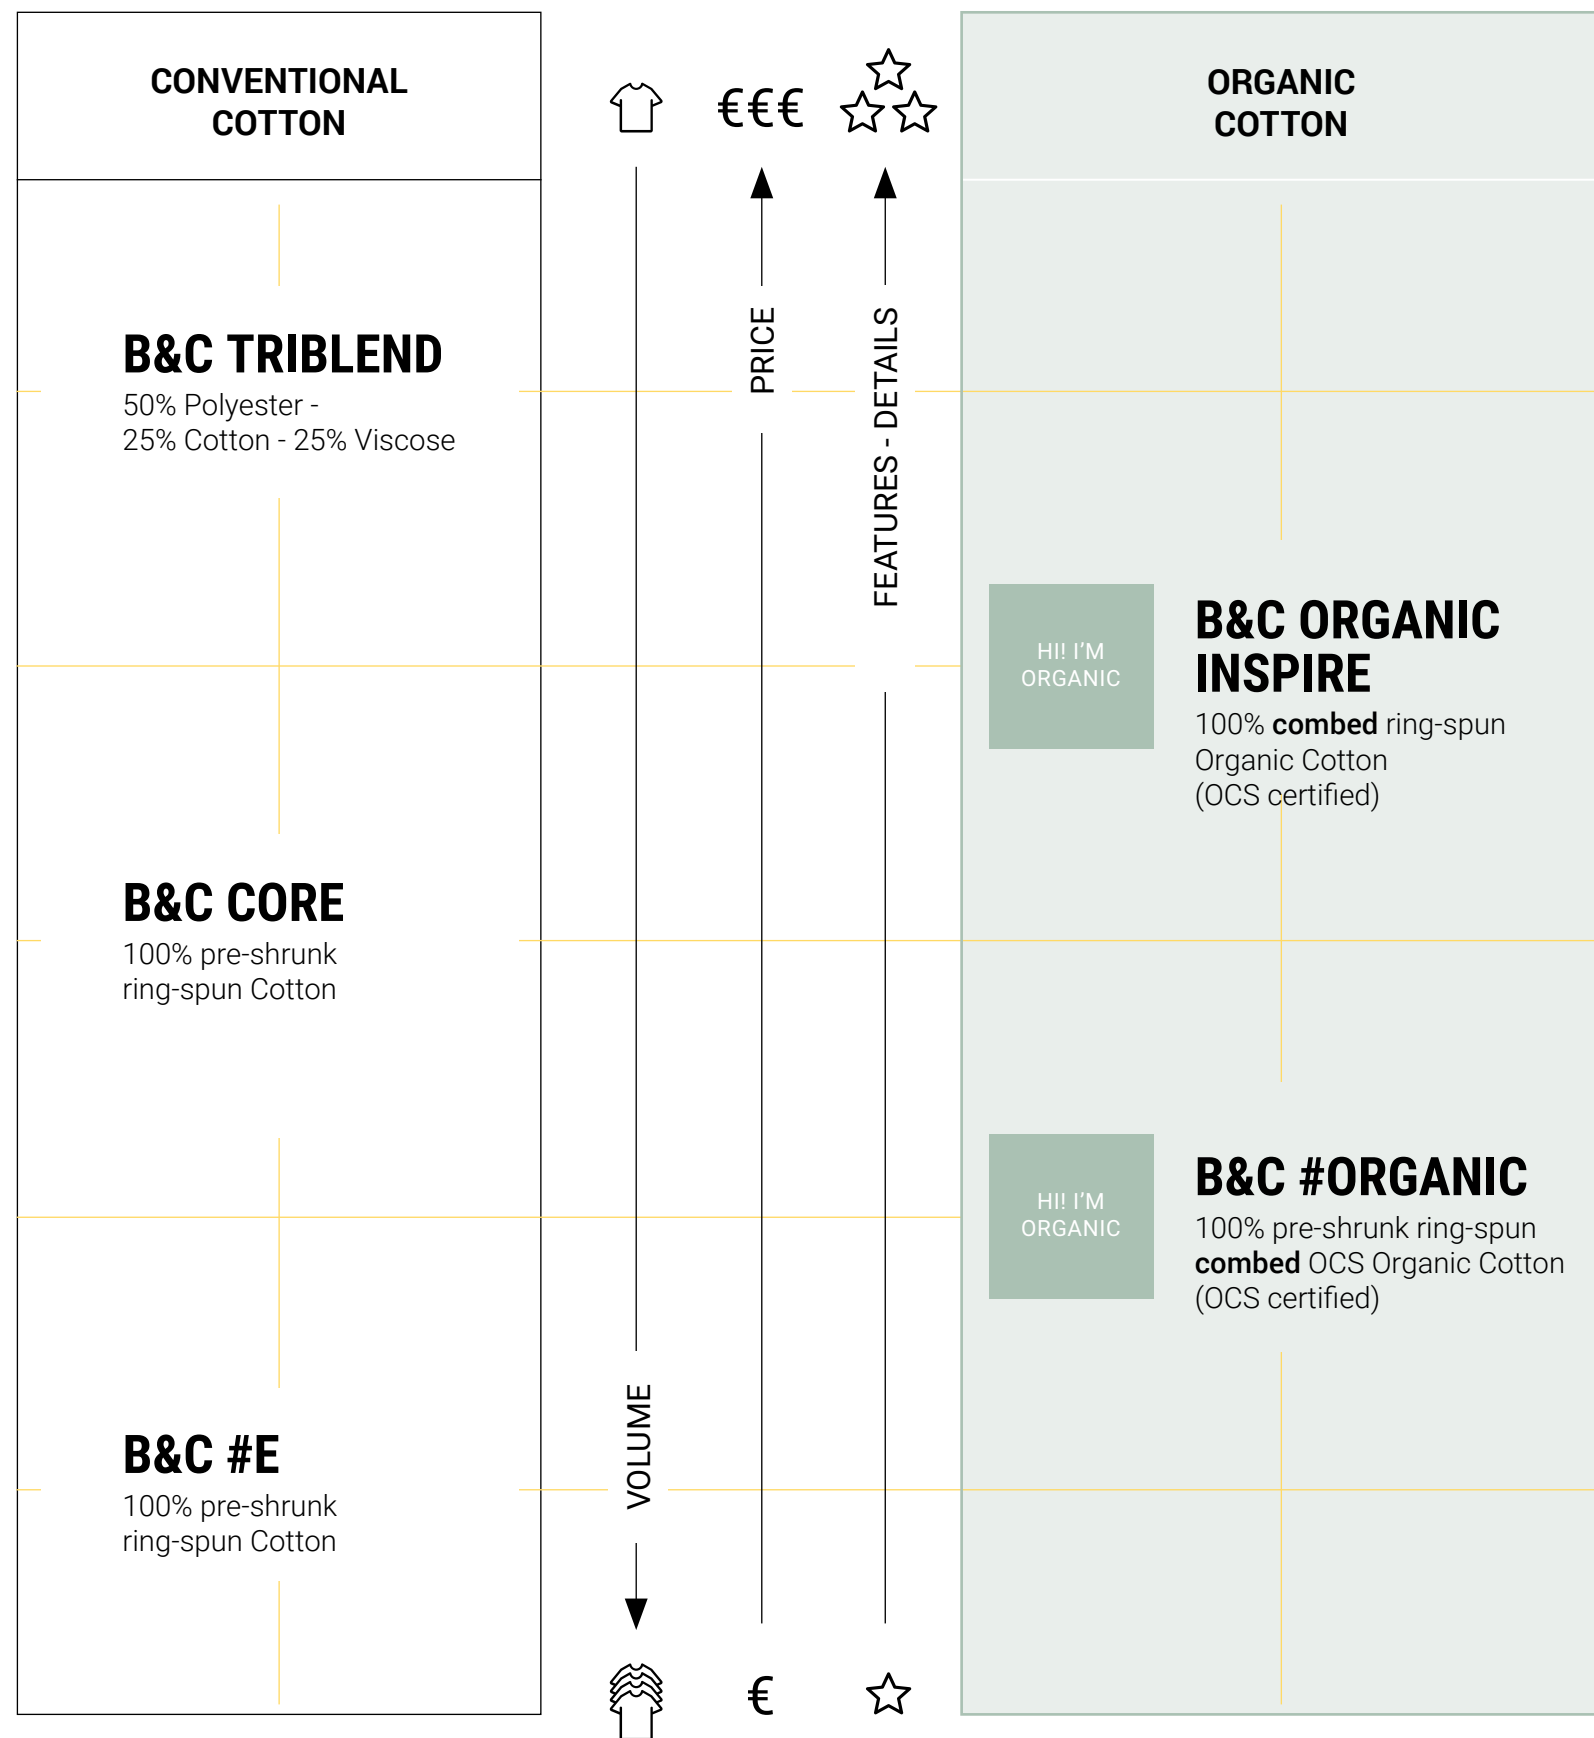 CONVENTIONAL
COTTON
€€€
ORGANIC
COTTON
B&C TRIBLEND
50% Polyester -
25% Cotton - 25% Viscose
PRICE
FEATURES - DETAILS
HI! I'M
ORGANIC
B&C ORGANIC
INSPIRE
100% combed ring-spun
Organic Cotton
(OCS certified)
B&C CORE
100% pre-shrunk
ring-spun Cotton
HI! I'M
ORGANIC
B&C #ORGANIC
100% pre-shrunk ring-spun
combed OCS Organic Cotton
(OCS certified)
B&C #E
100% pre-shrunk
ring-spun Cotton
VOLUME
€